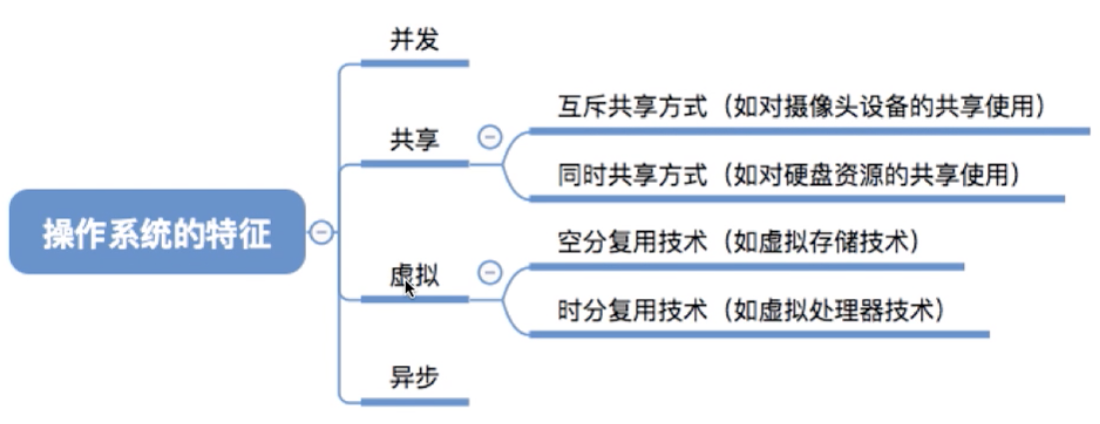 并发
互斥共享方式（如对摄像头设备的共享使用）
共享
同时共享方式（如对硬盘资源的共享使用）
操作系统的特征
空分复用技术（如虚拟存储技术）
虚拟
时分复用技术（如虚拟处理器技术）
异步